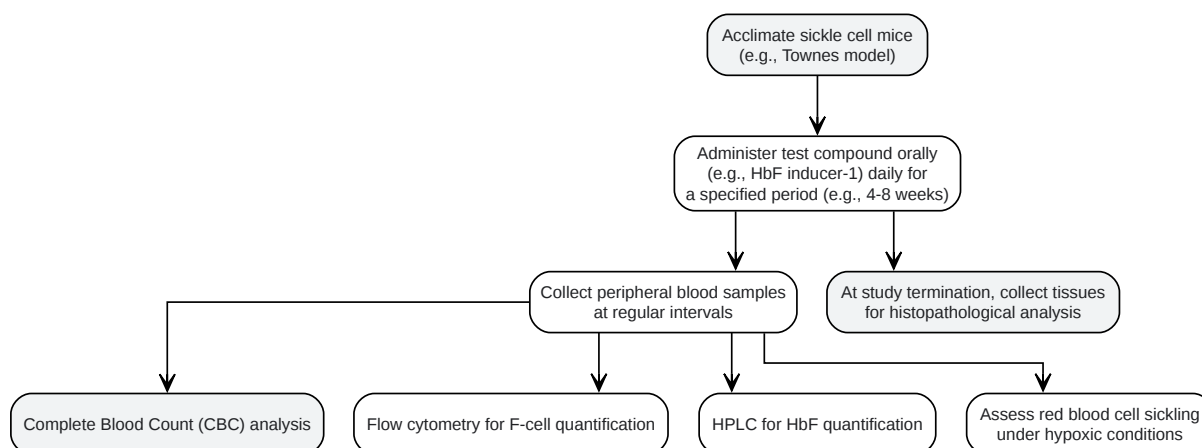 Acclimate sickle cell mice
(e.g., Townes model)
Administer test compound orally
(e.g., HbF inducer-1) daily for
a specified period (e.g., 4-8 weeks)
Collect peripheral blood samples
at regular intervals
At study termination, collect tissues
for histopathological analysis
Complete Blood Count (CBC) analysis
Flow cytometry for F-cell quantification
HPLC for HbF quantification
Assess red blood cell sickling
under hypoxic conditions